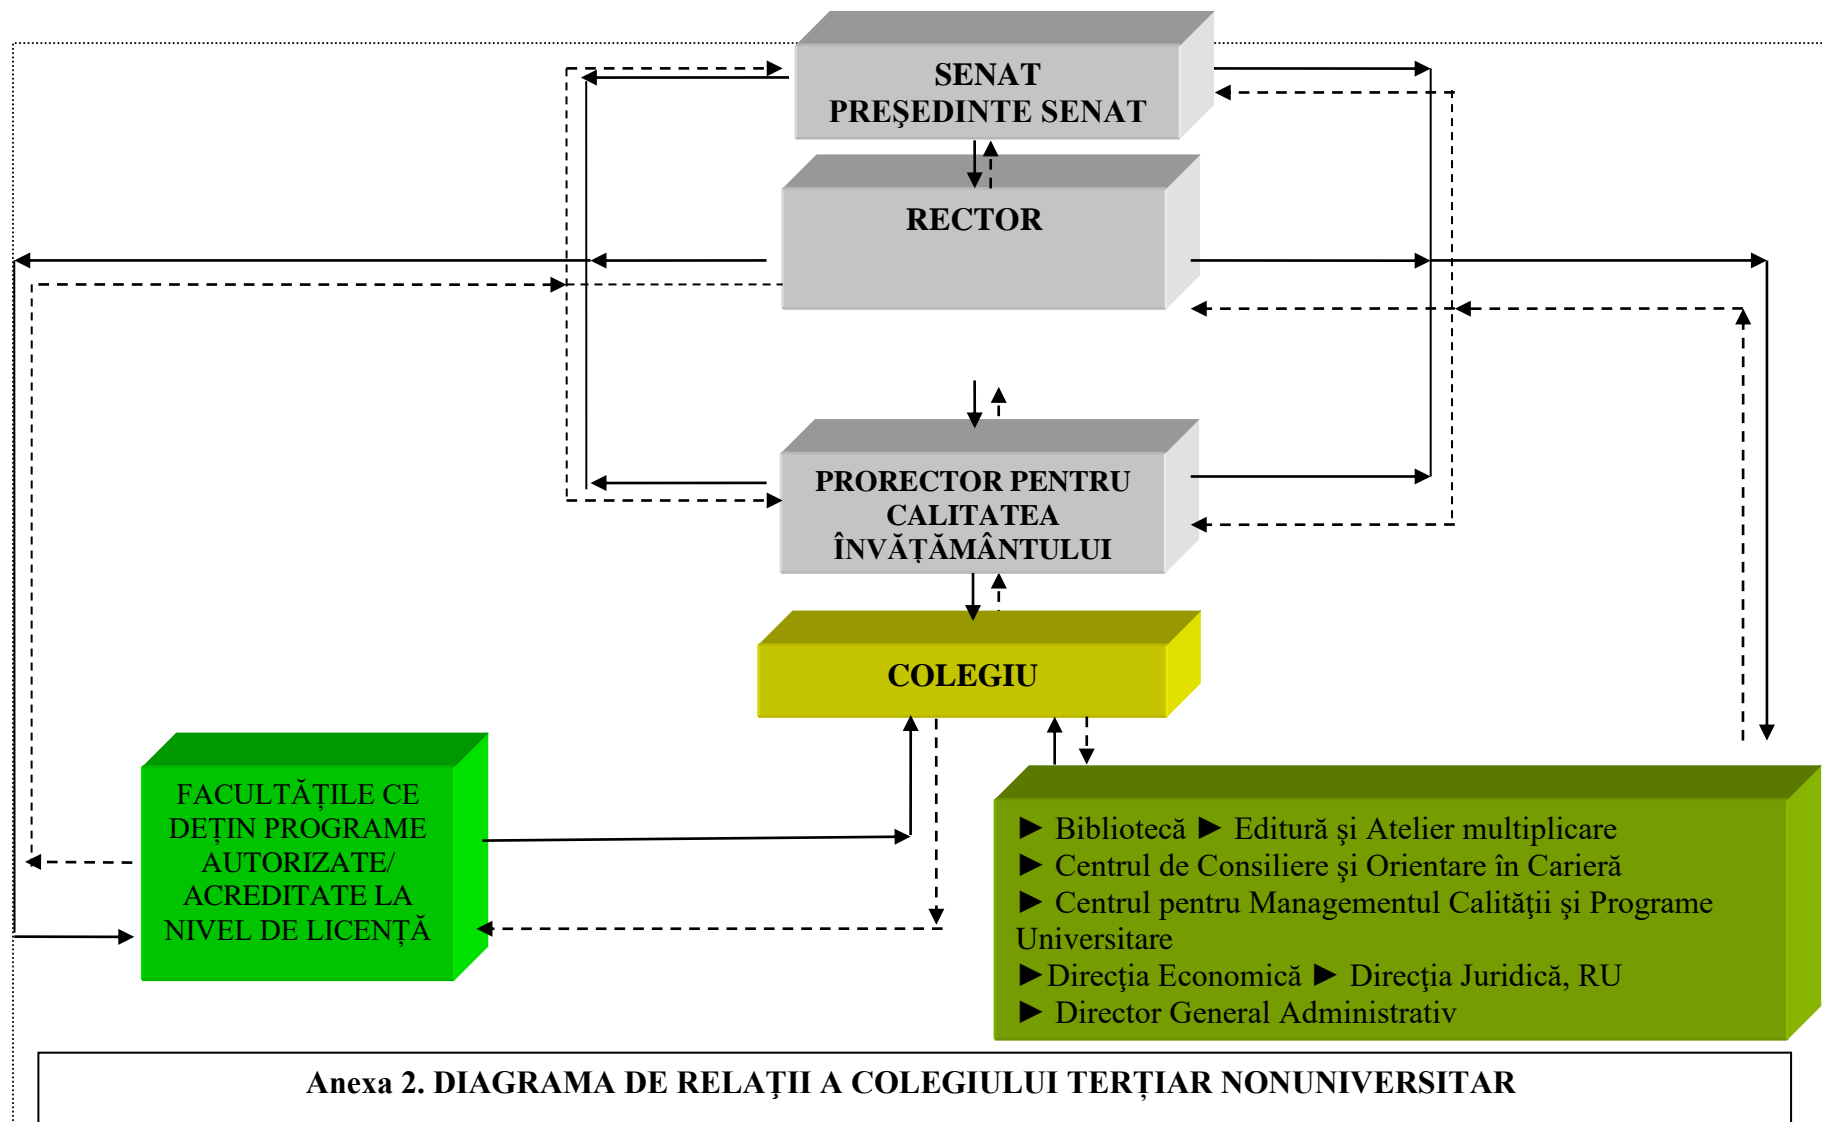 SENAT
PREŞEDINTE SENAT
RECTOR
PRORECTOR PENTRU
CALITATEA
ÎNVĂȚĂMÂNTULUI
COLEGIU
FACULTĂȚILE CE
DEȚIN PROGRAME
AUTORIZATE/
ACREDITATE LA
NIVEL DE LICENȚĂ
► Bibliotecă ► Editură şi Atelier multiplicare
► Centrul de Consiliere şi Orientare în Carieră
► Centrul pentru Managementul Calităţii şi Programe
Universitare
►Direcţia Economică ► Direcţia Juridică, RU
► Director General Administrativ
Anexa 2. DIAGRAMA DE RELAŢII A COLEGIULUI TERȚIAR NONUNIVERSITAR